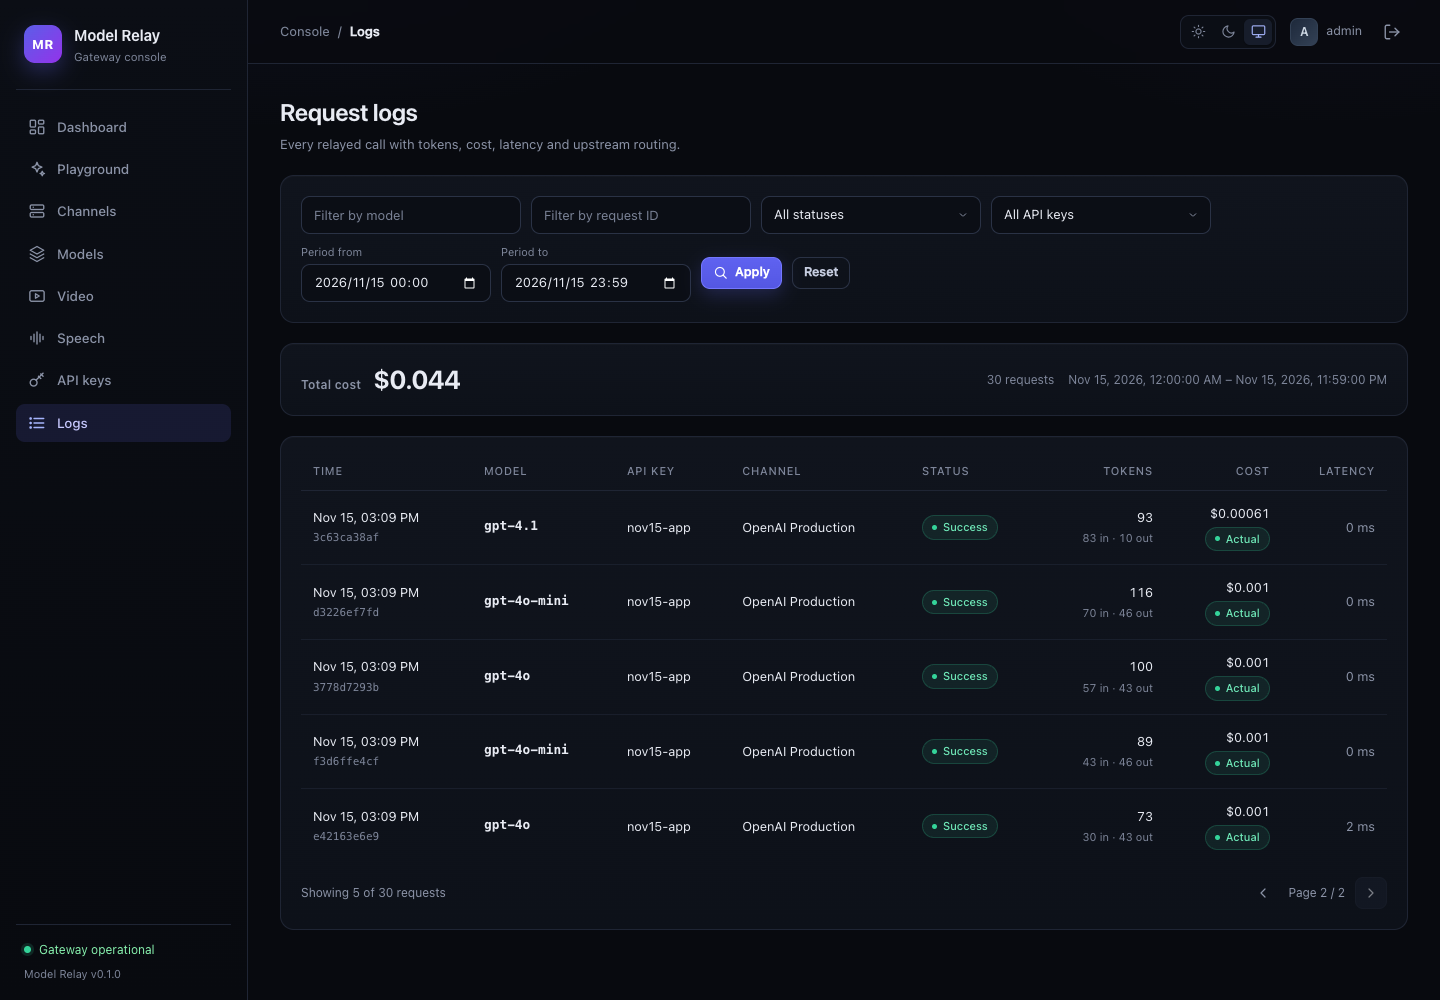 MR
Model Relay
Gateway console
Dashboard
Playground
Channels
Models
Video
Speech
API keys
Logs
Gateway operational
Model Relay v0.1.0
Console / Logs
A admin
Request logs
Every relayed call with tokens, cost, latency and upstream routing.
Filter by model
Filter by request ID
All statuses
All API keys
Period from
Period to
2026/11/15 00:00
2026/11/15 23:59
Apply
Reset
Total cost $0.044
30 requests Nov 15, 2026, 12:00:00 AM – Nov 15, 2026, 11:59:00 PM
TIME MODEL API KEY CHANNEL STATUS TOKENS COST LATENCY
Nov 15, 03:09 PM
3c63ca38af
gpt-4.1 nov15-app OpenAI Production Success
93
83 in · 10 out
$0.00061
Actual
0 ms
Nov 15, 03:09 PM
d3226ef7fd
gpt-4o-mini nov15-app OpenAI Production Success
116
70 in · 46 out
$0.001
Actual
0 ms
Nov 15, 03:09 PM
3778d7293b
gpt-4o nov15-app OpenAI Production Success
100
57 in · 43 out
$0.001
Actual
0 ms
Nov 15, 03:09 PM
f3d6ffe4cf
gpt-4o-mini nov15-app OpenAI Production Success
89
43 in · 46 out
$0.001
Actual
0 ms
Nov 15, 03:09 PM
e42163e6e9
gpt-4o nov15-app OpenAI Production Success
73
30 in · 43 out
$0.001
Actual
2 ms
Showing 5 of 30 requests
Page 2 / 2